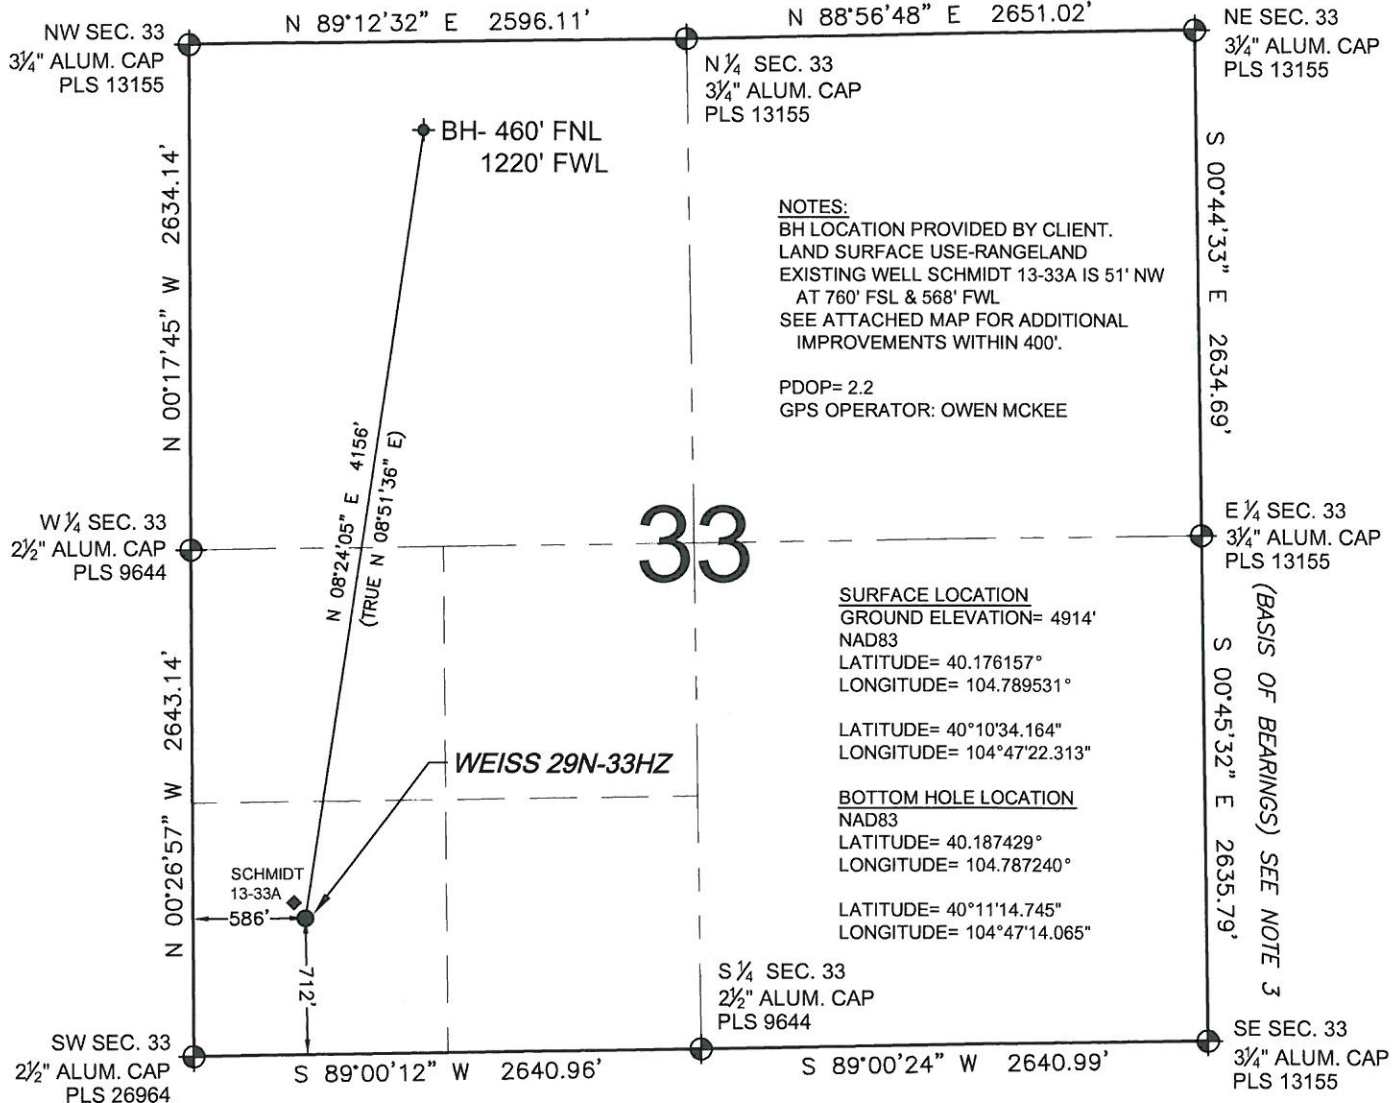 N 89°12'32" E 2596.11'
N 88°56'48" E 2651.02'
NW SEC. 33
3¼" ALUM. CAP
PLS 13155
N ¼ SEC. 33
3¼" ALUM. CAP
PLS 13155
NE SEC. 33
3¼" ALUM. CAP
PLS 13155
BH- 460' FNL
1220' FWL
N 00°17'45" W 2634.14'
S 00°44'33" E 2634.69'
NOTES:
BH LOCATION PROVIDED BY CLIENT.
LAND SURFACE USE-RANGELAND
EXISTING WELL SCHMIDT 13-33A IS 51' NW
AT 760' FSL & 568' FWL
SEE ATTACHED MAP FOR ADDITIONAL
IMPROVEMENTS WITHIN 400'.
PDOP= 2.2
GPS OPERATOR: OWEN MCKEE
N 08°24'05" E 4156'
(TRUE N 08°51'36" E)
W ¼ SEC. 33
2½" ALUM. CAP
PLS 9644
33
E ¼ SEC. 33
3¼" ALUM. CAP
PLS 13155
SURFACE LOCATION
GROUND ELEVATION= 4914'
NAD83
LATITUDE= 40.176157°
LONGITUDE= 104.789531°
LATITUDE= 40°10'34.164"
LONGITUDE= 104°47'22.313"
BOTTOM HOLE LOCATION
NAD83
LATITUDE= 40.187429°
LONGITUDE= 104.787240°
LATITUDE= 40°11'14.745"
LONGITUDE= 104°47'14.065"
N 00°26'57" W 2643.14'
S 00°45'32" E 2635.79'
(BASIS OF BEARINGS) SEE NOTE 3
WEISS 29N-33HZ
SCHMIDT
13-33A
586'
712'
SW SEC. 33
2½" ALUM. CAP
PLS 26964
S ¼ SEC. 33
2½" ALUM. CAP
PLS 9644
SE SEC. 33
3¼" ALUM. CAP
PLS 13155
S 89°00'12" W 2640.96'
S 89°00'24" W 2640.99'